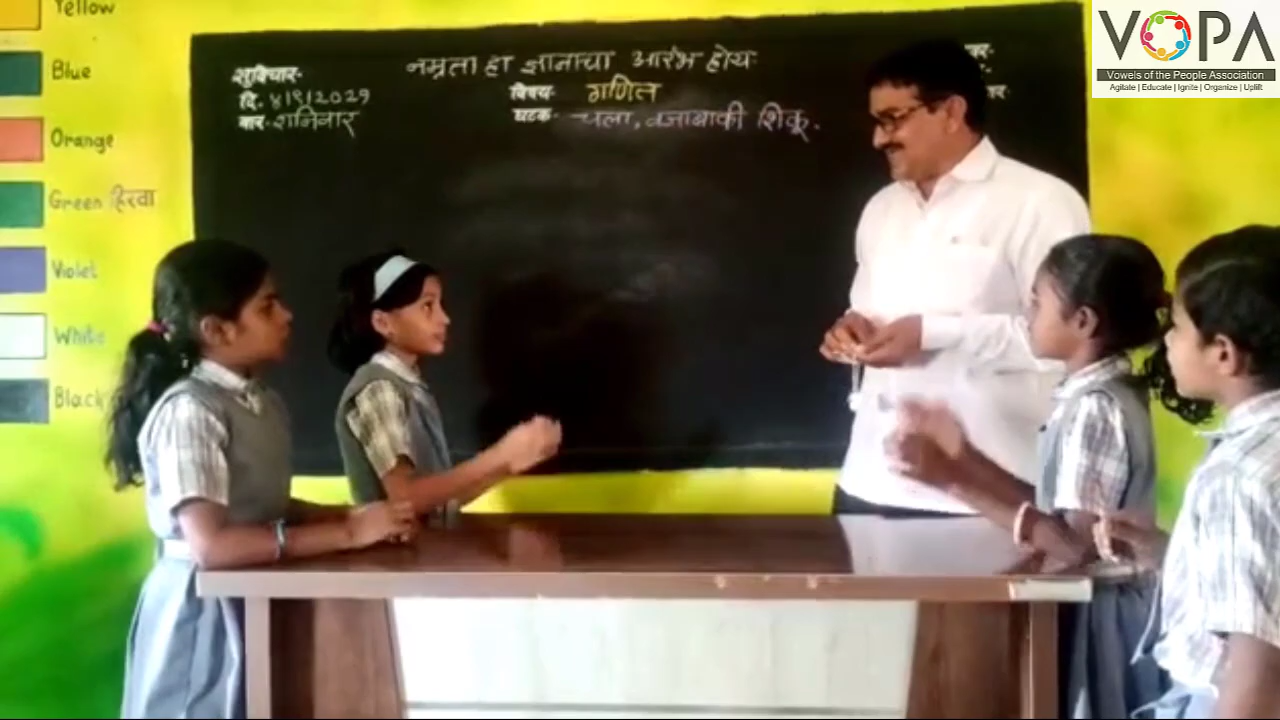 Yellow
Blue
Orange
Green हिरवा
Violet
White
Black
नम्रता हा ज्ञानाचा आरंभ होय
सुविचार-
दि. ४/९/२०२१
वार- शनिवार
विषय- गणित
घटक- चला, वजाबाकी शिकू.
VOPA
Vowels of the People Association
Agitate | Educate | Ignite | Organize | Uplift